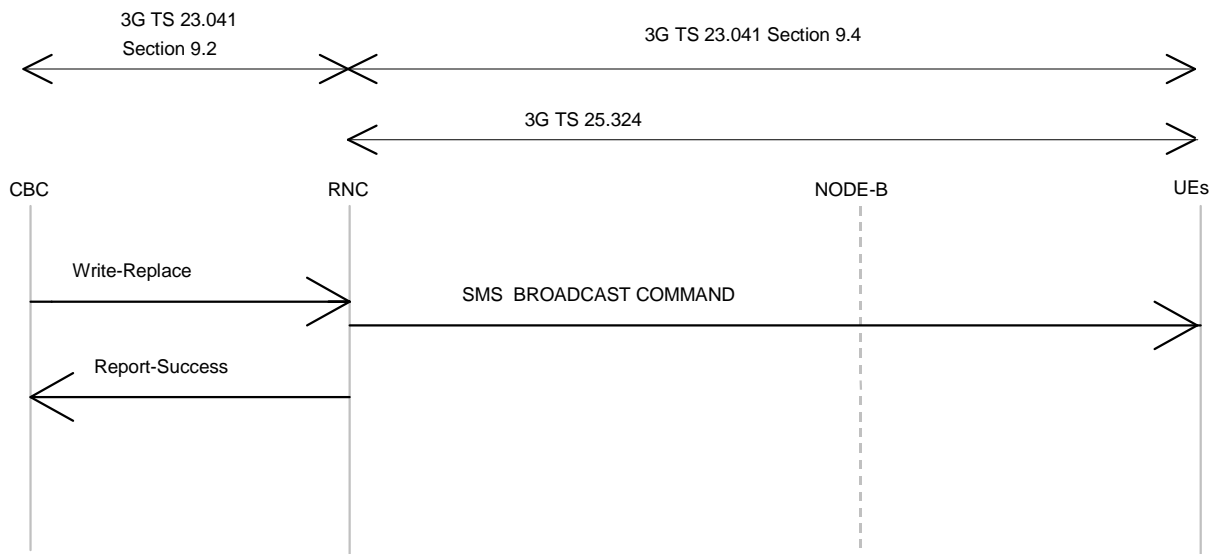 3G TS 23.041
Section 9.2
3G TS 23.041 Section 9.4
3G TS 25.324
CBC
RNC
NODE-B
UEs
Write-Replace
SMS BROADCAST COMMAND
Report-Success